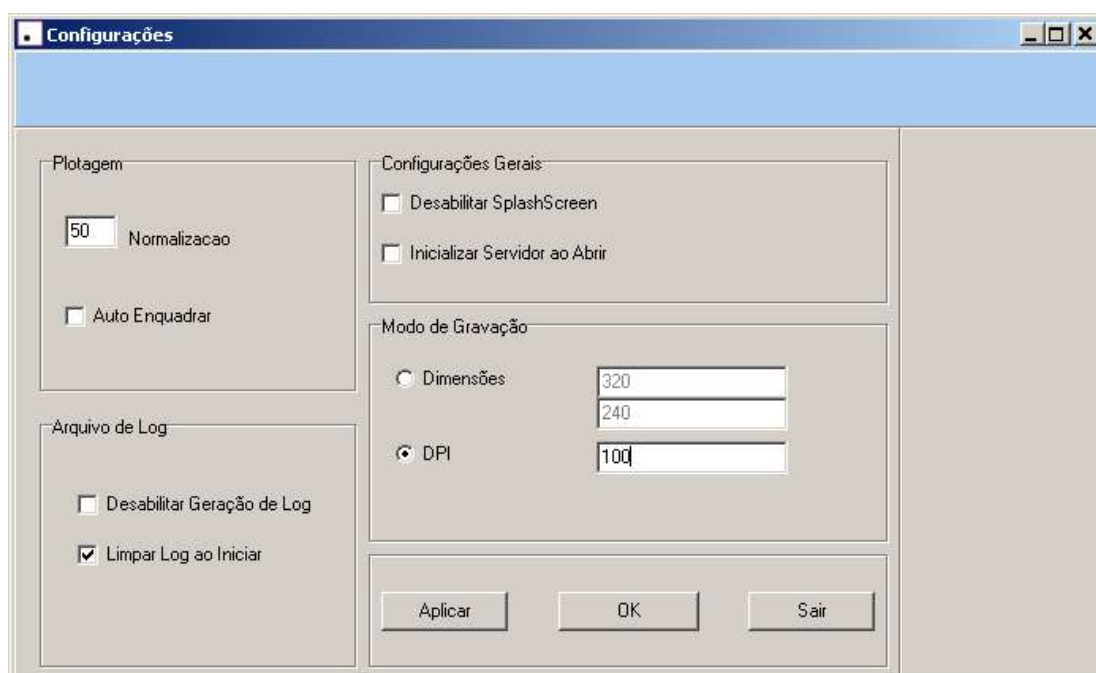 Configurações
Plotagem
50 Normalizacao
Auto Enquadrar
Arquivo de Log
Desabilitar Geração de Log
Limpar Log ao Iniciar
Configurações Gerais
Desabilitar SplashScreen
Inicializar Servidor ao Abrir
Modo de Gravação
Dimensões 320
240
DPI 100
Aplicar OK Sair